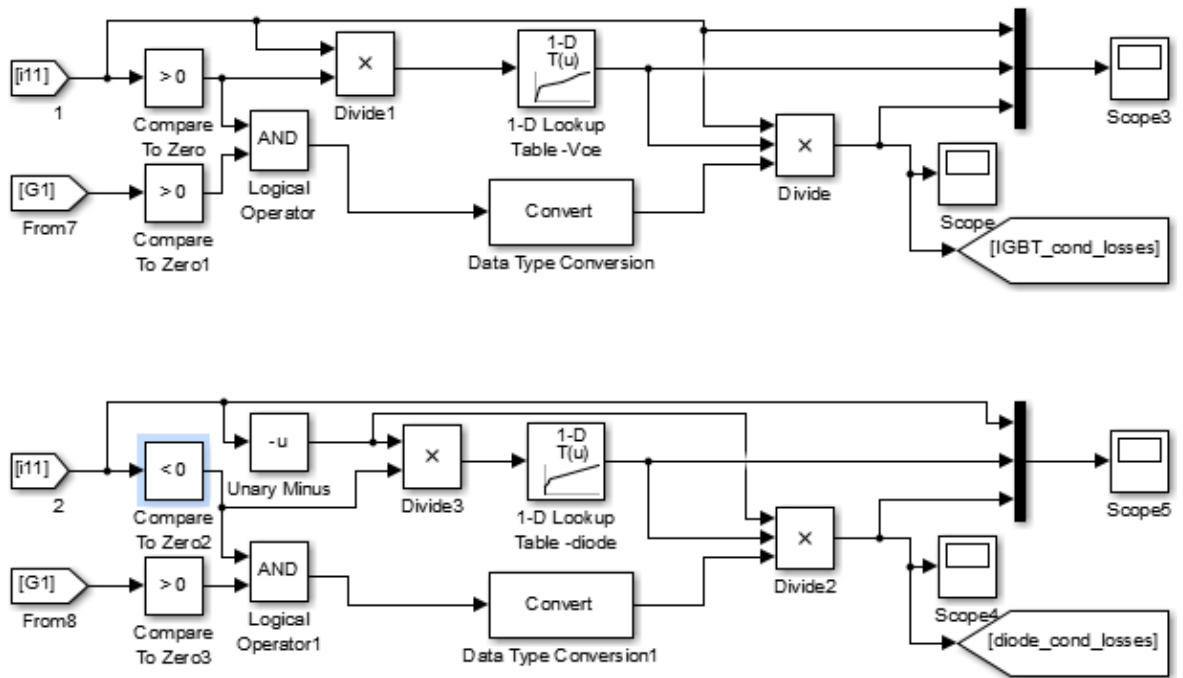 [i11]
1
> 0
Compare
To Zero
×
Divide1
1-D
T(u)
1-D Lookup
Table -Vce
Scope3
[G1]
From7
> 0
Compare
To Zero1
AND
Logical
Operator
Convert
Data Type Conversion
×
Divide
Scope
[IGBT_cond_losses]
[i11]
2
< 0
Compare
To Zero2
-u
Unary Minus
×
Divide3
1-D
T(u)
1-D Lookup
Table -diode
Scope5
[G1]
From8
> 0
Compare
To Zero3
AND
Logical
Operator1
Convert
Data Type Conversion1
×
Divide2
Scope4
[diode_cond_losses]